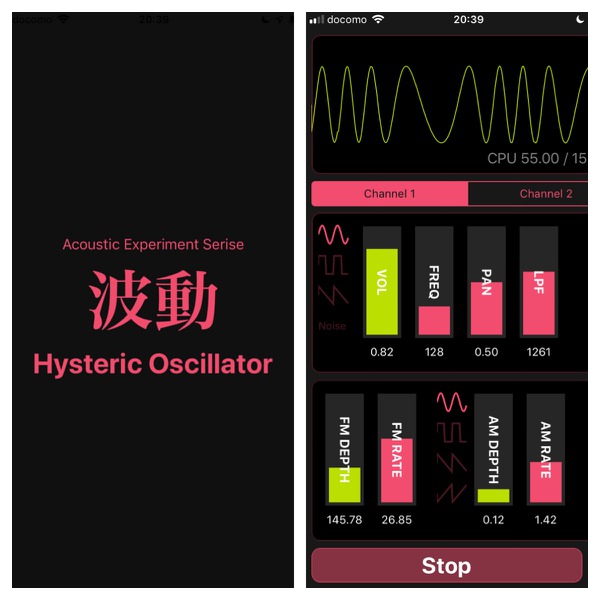 docomo
20:39
Acoustic Experiment Serise
波動
Hysteric Oscillator
docomo
20:39
CPU 55.00 / 15
Channel 1
Channel 2
Noise
VOL
FREQ
PAN
LPF
0.82
128
0.50
1261
FM DEPTH
FM RATE
AM DEPTH
AM RATE
145.78
26.85
0.12
1.42
Stop